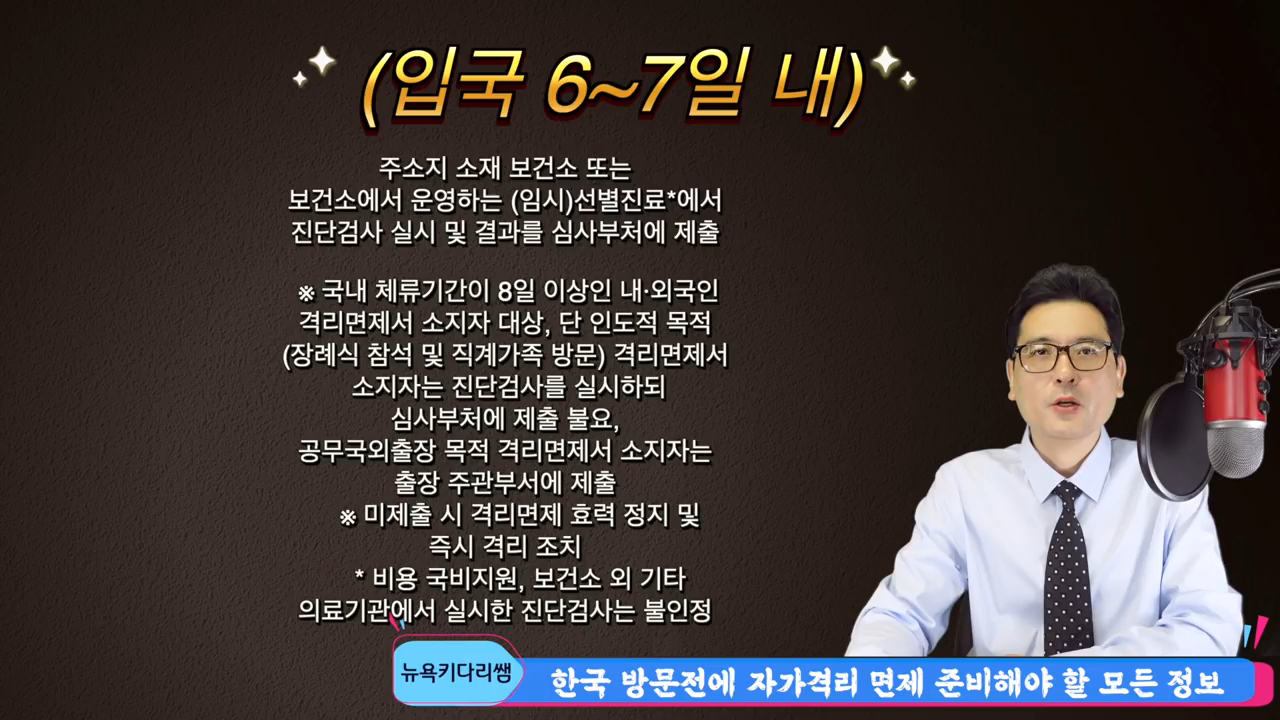 (입국 6~7일 내)
주소지 소재 보건소 또는
보건소에서 운영하는 (임시)선별진료*에서
진단검사 실시 및 결과를 심사부처에 제출
※ 국내 체류기간이 8일 이상인 내·외국인
격리면제서 소지자 대상, 단 인도적 목적
(장례식 참석 및 직계가족 방문) 격리면제서
소지자는 진단검사를 실시하되
심사부처에 제출 불요,
공무국외출장 목적 격리면제서 소지자는
출장 주관부서에 제출
※ 미제출 시 격리면제 효력 정지 및
즉시 격리 조치
* 비용 국비지원, 보건소 외 기타
의료기관에서 실시한 진단검사는 불인정
뉴욕키다리쌤
한국 방문전에 자가격리 면제 준비해야 할 모든 정보